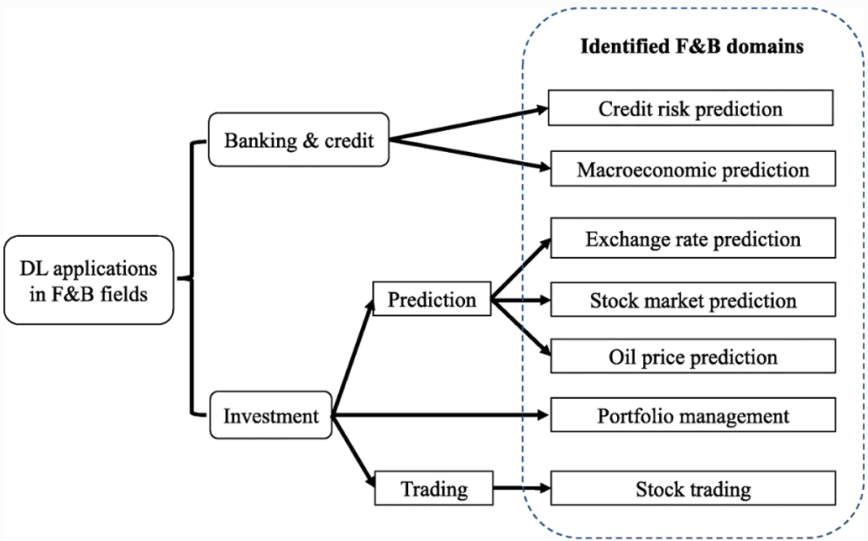 Identified F&B domains
Credit risk prediction
Banking & credit
Macroeconomic prediction
Exchange rate prediction
DL applications
in F&B fields
Prediction
Stock market prediction
Oil price prediction
Investment
Portfolio management
Trading
Stock trading